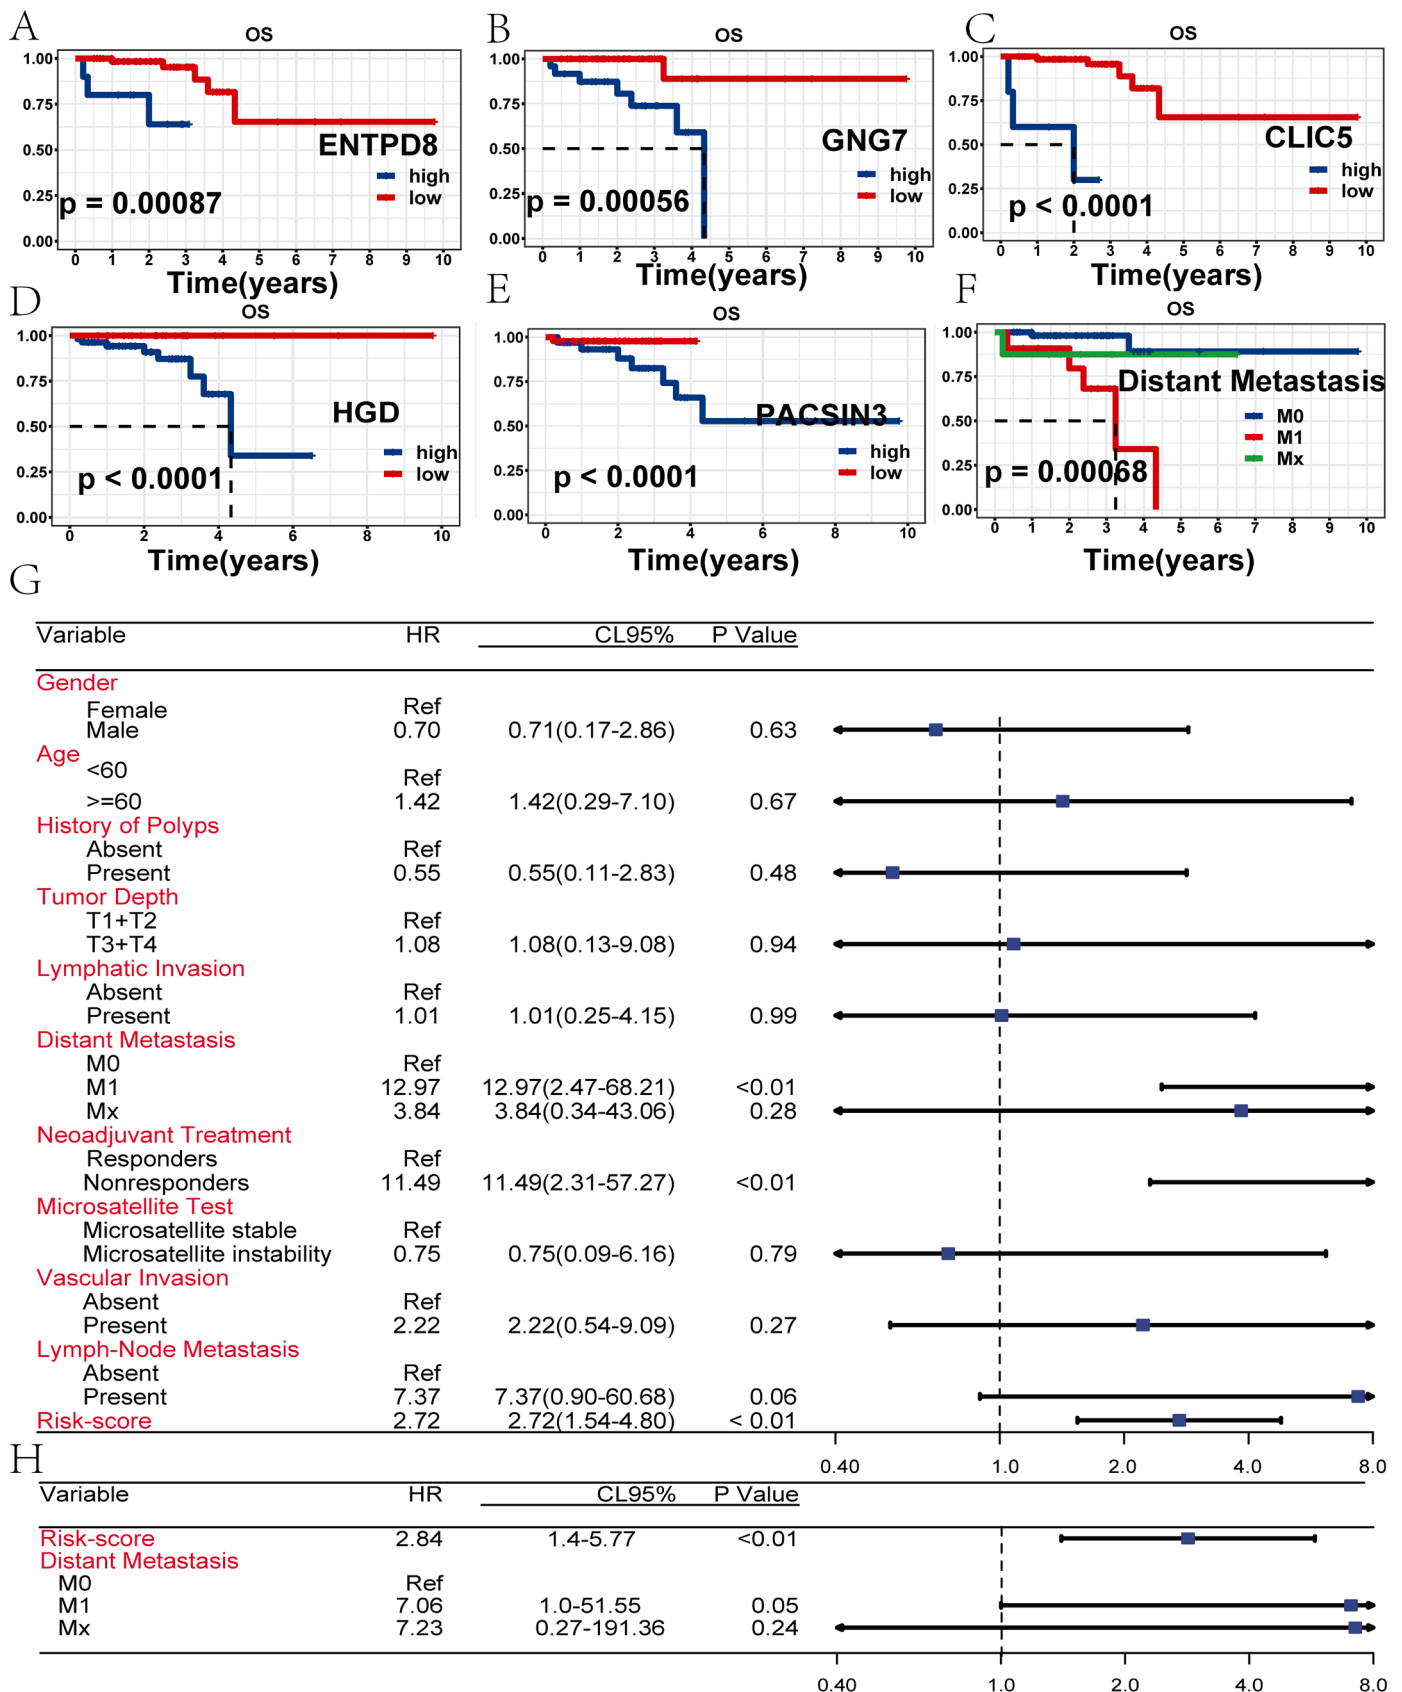 A
OS
1.00
0.75
0.50
0.25
0.00
ENTPD8
high
low
p = 0.00087
0 1 2 3 4 5 6 7 8 9 10
Time(years)
B
OS
1.00
0.75
0.50
0.25
0.00
GNG7
high
low
p = 0.00056
0 1 2 3 4 5 6 7 8 9 10
Time(years)
C
OS
1.00
0.75
0.50
0.25
0.00
CLIC5
high
low
p < 0.0001
0 1 2 3 4 5 6 7 8 9 10
Time(years)
D
OS
1.00
0.75
0.50
0.25
0.00
HGD
high
low
p < 0.0001
0 2 4 6 8 10
Time(years)
E
OS
1.00
0.75
0.50
0.25
0.00
PACSIN3
high
low
p < 0.0001
0 2 4 6 8 10
Time(years)
F
OS
1.00
0.75
0.50
0.25
0.00
Distant Metastasis
M0
M1
Mx
p = 0.00068
0 1 2 3 4 5 6 7 8 9 10
Time(years)
G
Variable HR CL95% P Value
Gender
Female Ref
Male 0.70 0.71(0.17-2.86) 0.63
Age
<60 Ref
>=60 1.42 1.42(0.29-7.10) 0.67
History of Polyps
Absent Ref
Present 0.55 0.55(0.11-2.83) 0.48
Tumor Depth
T1+T2 Ref
T3+T4 1.08 1.08(0.13-9.08) 0.94
Lymphatic Invasion
Absent Ref
Present 1.01 1.01(0.25-4.15) 0.99
Distant Metastasis
M0 Ref
M1 12.97 12.97(2.47-68.21) <0.01
Mx 3.84 3.84(0.34-43.06) 0.28
Neoadjuvant Treatment
Responders Ref
Nonresponders 11.49 11.49(2.31-57.27) <0.01
Microsatellite Test
Microsatellite stable Ref
Microsatellite instability 0.75 0.75(0.09-6.16) 0.79
Vascular Invasion
Absent Ref
Present 2.22 2.22(0.54-9.09) 0.27
Lymph-Node Metastasis
Absent Ref
Present 7.37 7.37(0.90-60.68) 0.06
Risk-score 2.72 2.72(1.54-4.80) < 0.01
0.40 1.0 2.0 4.0 8.0
H
Variable HR CL95% P Value
Risk-score 2.84 1.4-5.77 <0.01
Distant Metastasis
M0 Ref
M1 7.06 1.0-51.55 0.05
Mx 7.23 0.27-191.36 0.24
0.40 1.0 2.0 4.0 8.0